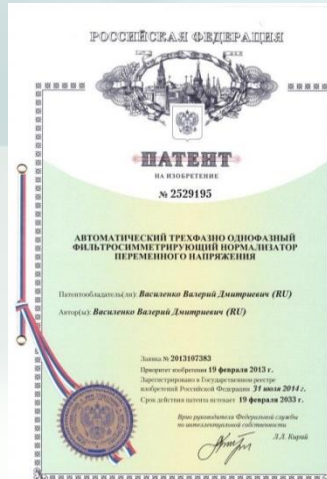 РОССИЙСКАЯ ФЕДЕРАЦИЯ
ПАТЕНТ
НА ИЗОБРЕТЕНИЕ
№ 2529195
АВТОМАТИЧЕСКИЙ ТРЕХФАЗНО ОДНОФАЗНЫЙ
ФИЛЬТРОСИММЕТРИРУЮЩИЙ НОРМАЛИЗАТОР
ПЕРЕМЕННОГО НАПРЯЖЕНИЯ
Патентообладатель(ли): Василенко Валерий Дмитриевич (RU)
Автор(ы): Василенко Валерий Дмитриевич (RU)
Заявка № 2013107383
Приоритет изобретения 19 февраля 2013 г.
Зарегистрировано в Государственном реестре
изобретений Российской Федерации 31 июля 2014 г.
Срок действия патента истекает 19 февраля 2033 г.
Врио руководителя Федеральной службы
по интеллектуальной собственности
Л.Л. Кирий